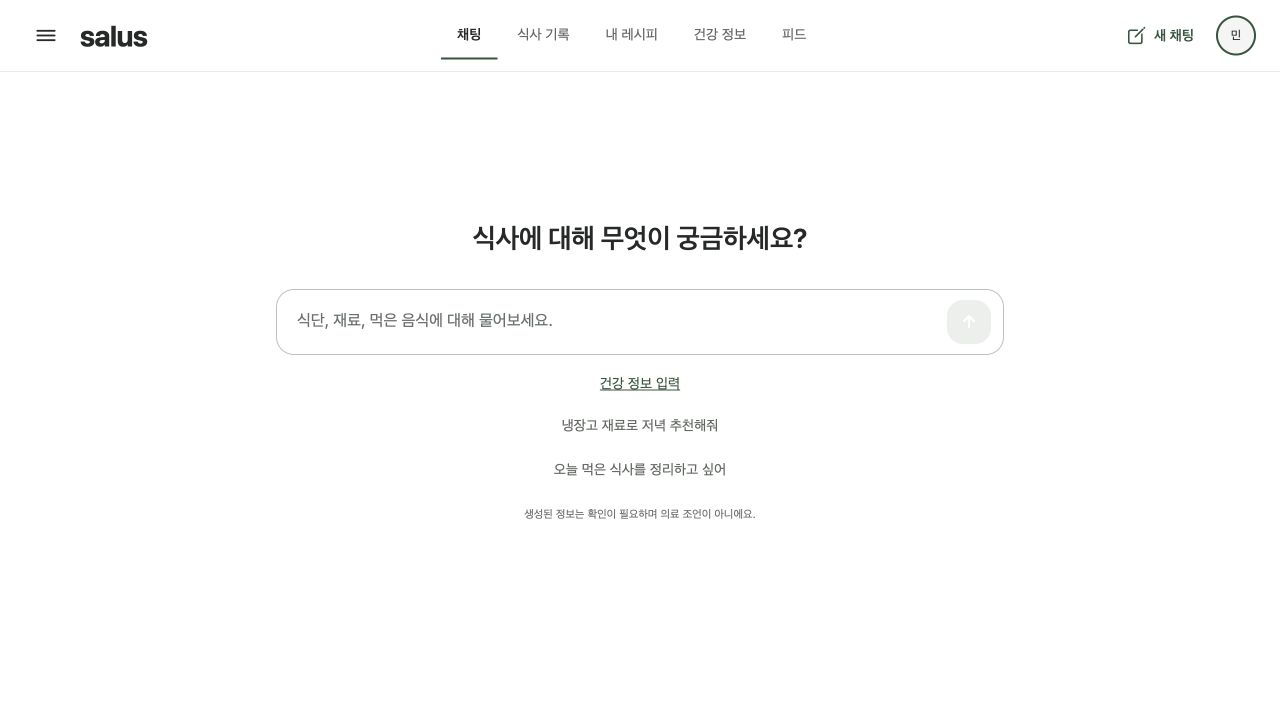 salus
채팅
식사 기록
내 레시피
건강 정보
피드
새 채팅
민
식사에 대해 무엇이 궁금하세요?
식단, 재료, 먹은 음식에 대해 물어보세요.
건강 정보 입력
냉장고 재료로 저녁 추천해줘
오늘 먹은 식사를 정리하고 싶어
생성된 정보는 확인이 필요하며 의료 조언이 아니에요.